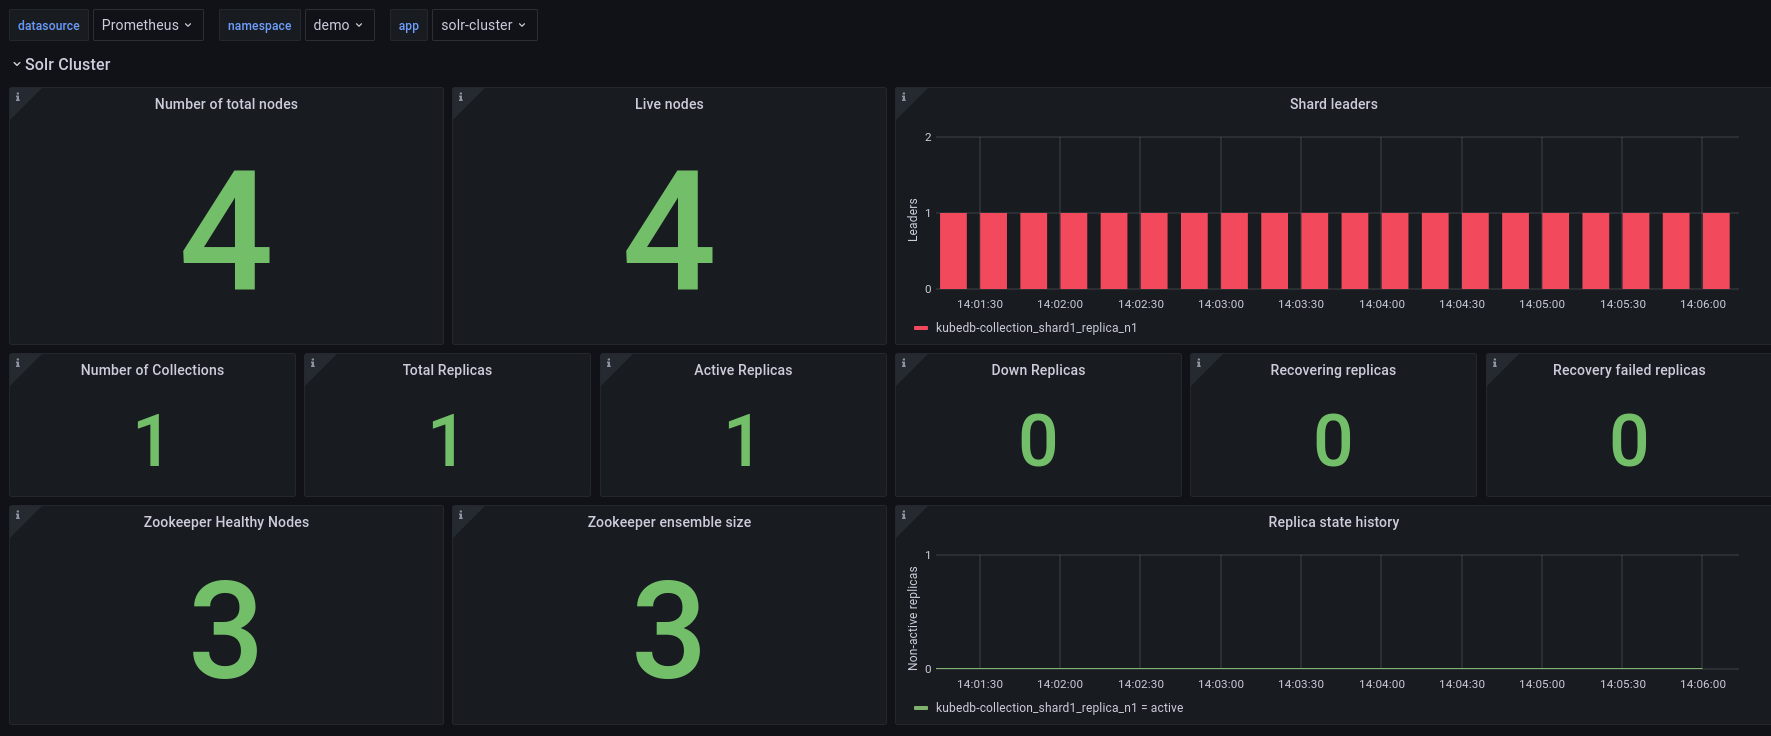 datasource Prometheus namespace demo app solr-cluster
Solr Cluster
Number of total nodes
4
Live nodes
4
Shard leaders
Leaders
2
1
0
14:01:30 14:02:00 14:02:30 14:03:00 14:03:30 14:04:00 14:04:30 14:05:00 14:05:30 14:06:00
kubedb-collection_shard1_replica_n1
Number of Collections
1
Total Replicas
1
Active Replicas
1
Down Replicas
0
Recovering replicas
0
Recovery failed replicas
0
Zookeeper Healthy Nodes
3
Zookeeper ensemble size
3
Replica state history
Non-active replicas
1
0
14:01:30 14:02:00 14:02:30 14:03:00 14:03:30 14:04:00 14:04:30 14:05:00 14:05:30 14:06:00
kubedb-collection_shard1_replica_n1 = active